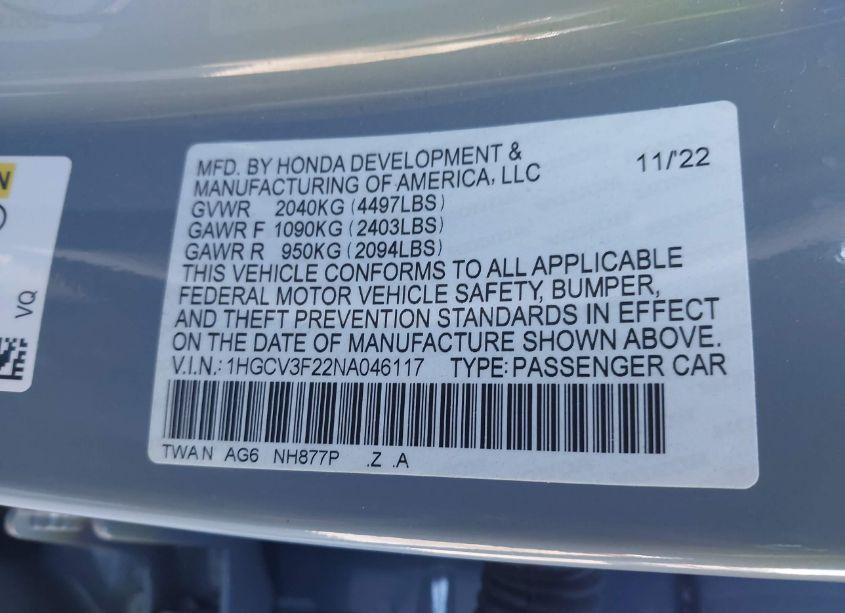 MFD. BY HONDA DEVELOPMENT & 11/'22
MANUFACTURING OF AMERICA, LLC
GVWR 2040KG (4497LBS)
GAWR F 1090KG (2403LBS)
GAWR R 950KG (2094LBS)
THIS VEHICLE CONFORMS TO ALL APPLICABLE
FEDERAL MOTOR VEHICLE SAFETY, BUMPER,
AND THEFT PREVENTION STANDARDS IN EFFECT
ON THE DATE OF MANUFACTURE SHOWN ABOVE.
V.I.N.: 1HGCV3F22NA046117 TYPE: PASSENGER CAR
TWAN AG6 NH877P .Z .A
VQ